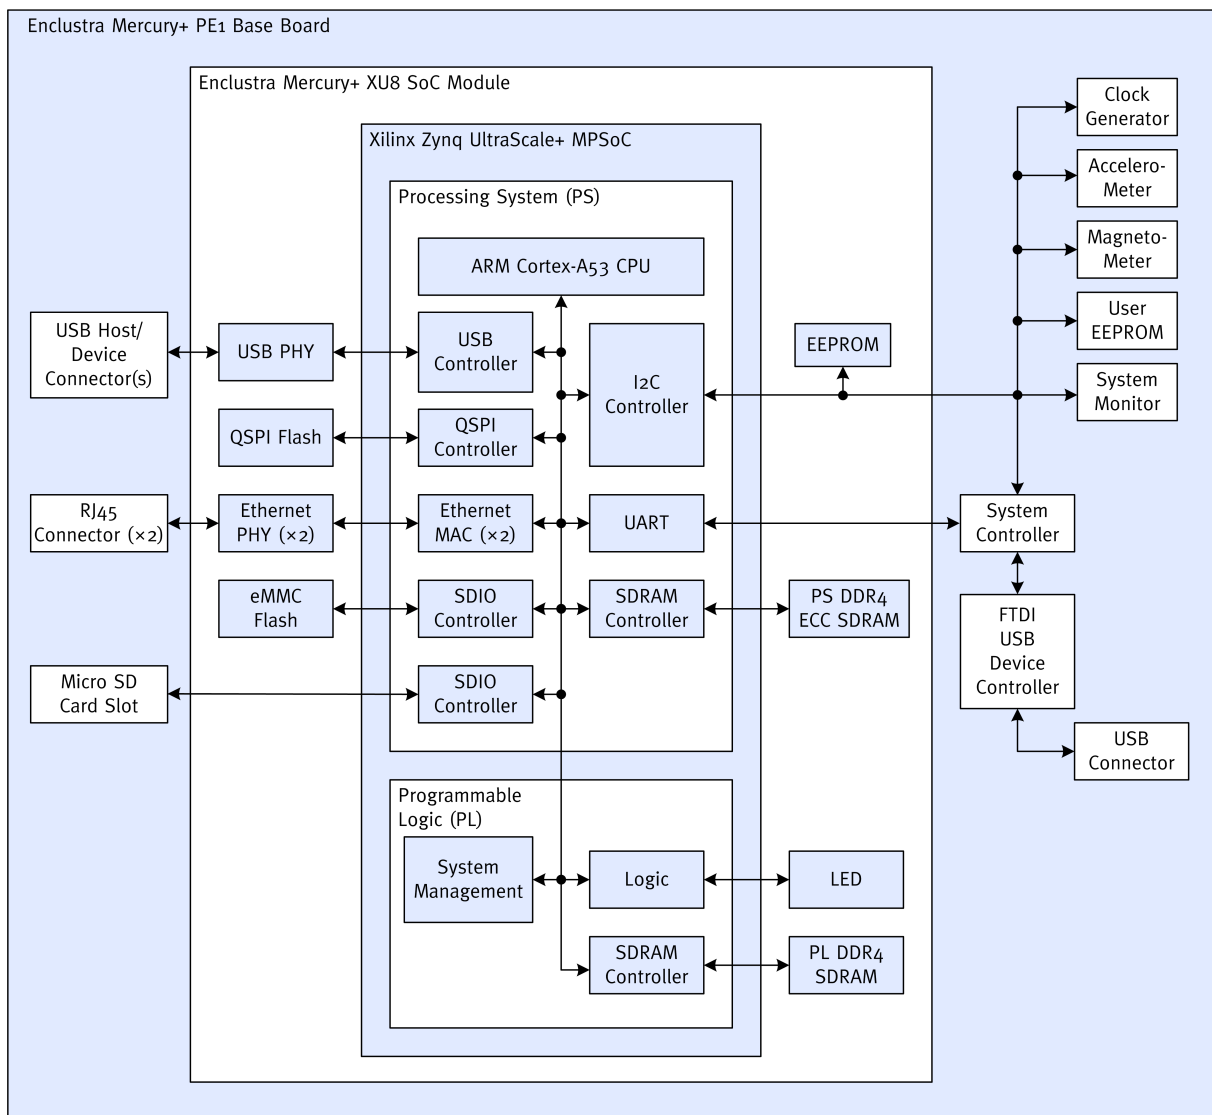 Enclustra Mercury+ PE1 Base Board
Enclustra Mercury+ XU8 SoC Module
Xilinx Zynq UltraScale+ MPSoC
Processing System (PS)
ARM Cortex-A53 CPU
USB Host/
Device
Connector(s)
USB PHY
USB
Controller
I2C
Controller
EEPROM
Clock
Generator
Accelero-
Meter
Magneto-
Meter
User
EEPROM
System
Monitor
QSPI Flash
QSPI
Controller
RJ45
Connector (×2)
Ethernet
PHY (×2)
Ethernet
MAC (×2)
UART
System
Controller
eMMC
Flash
SDIO
Controller
SDRAM
Controller
PS DDR4
ECC SDRAM
FTDI
USB
Device
Controller
Micro SD
Card Slot
SDIO
Controller
USB
Connector
Programmable
Logic (PL)
System
Management
Logic
LED
SDRAM
Controller
PL DDR4
SDRAM